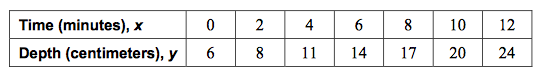 Time (minutes), x 0 2 4 6 8 10 12
Depth (centimeters), y 6 8 11 14 17 20 24